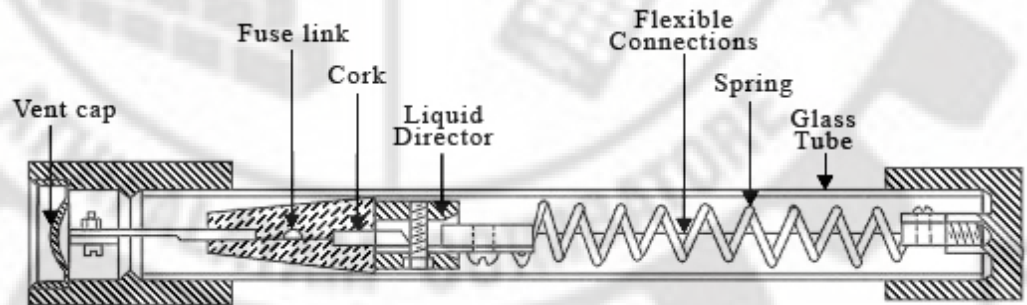 Flexible
Connections
Fuse link
Cork
Spring
Vent cap
Liquid
Director
Glass
Tube